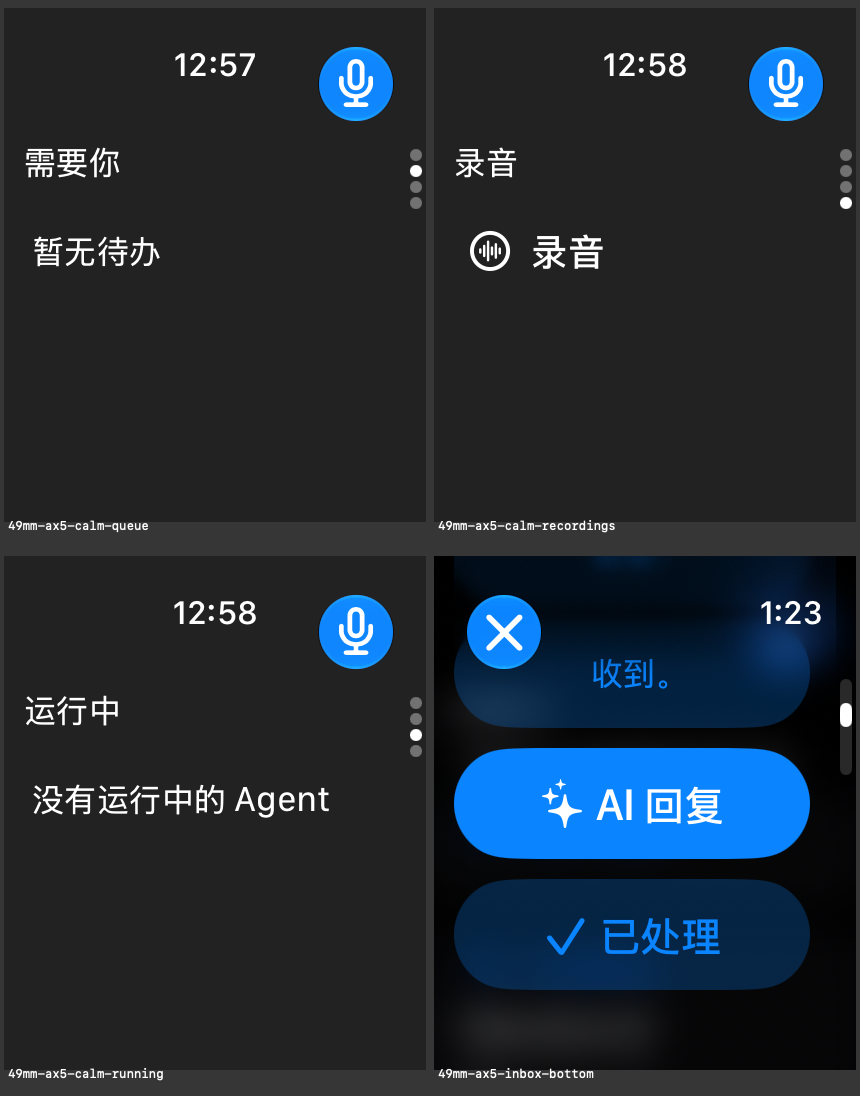 12:57
需要你
暂无待办
49mm-ax5-calm-queue
12:58
录音
录音
49mm-ax5-calm-recordings
12:58
运行中
没有运行中的 Agent
49mm-ax5-calm-running
1:23
收到。
AI 回复
已处理
49mm-ax5-inbox-bottom